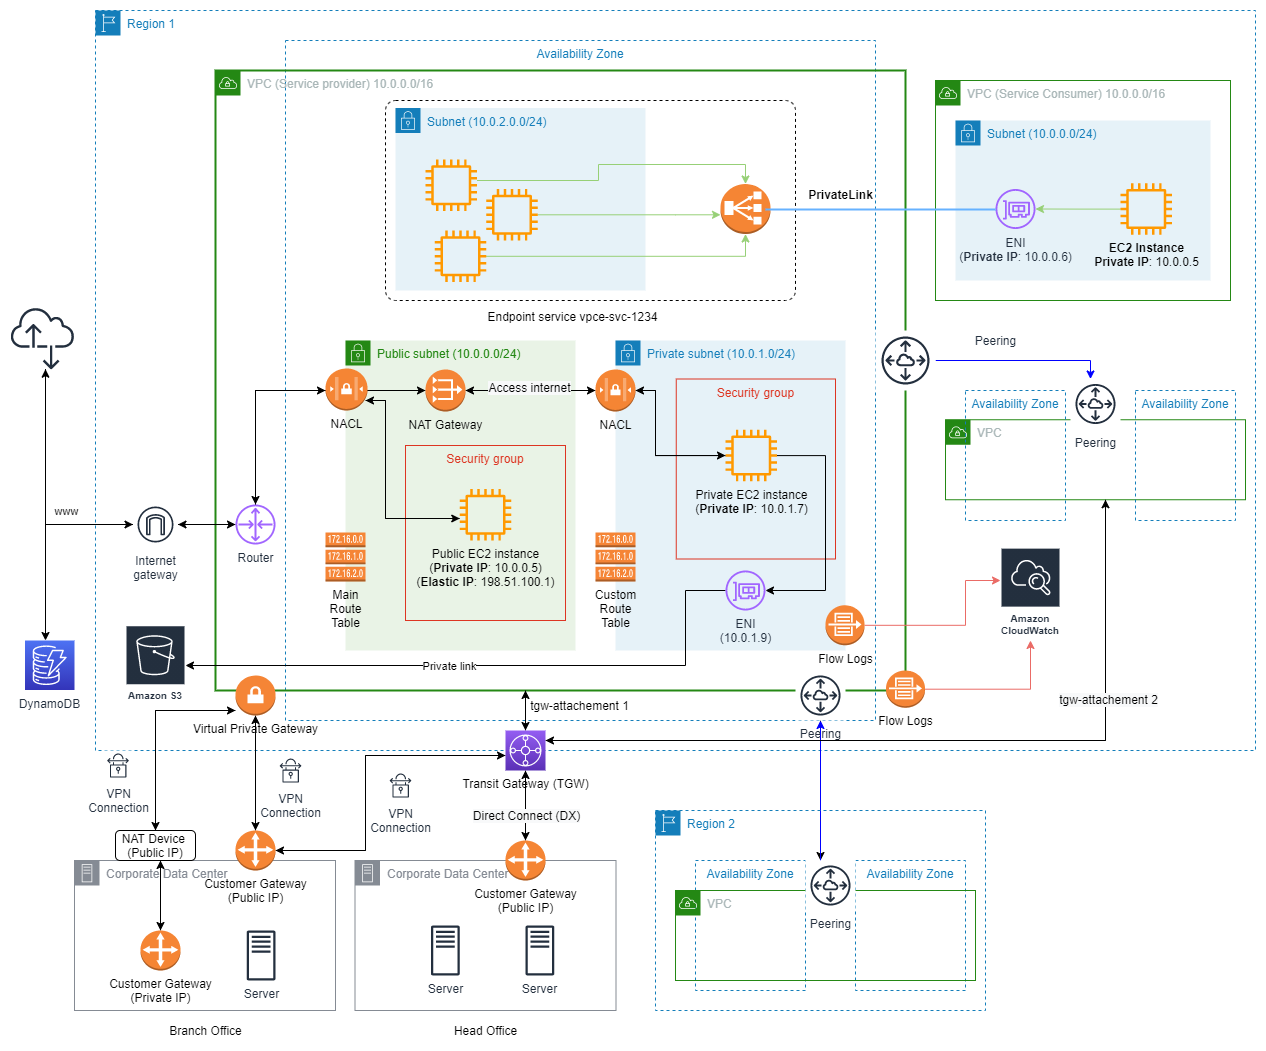 Region 1
Availability Zone
VPC (Service provider) 10.0.0.0/16
VPC (Service Consumer) 10.0.0.0/16
Subnet (10.0.2.0.0/24)
Subnet (10.0.0.0/24)
PrivateLink
ENI
(Private IP: 10.0.0.6)
EC2 Instance
Private IP: 10.0.0.5
Endpoint service vpce-svc-1234
Public subnet (10.0.0.0/24)
Private subnet (10.0.1.0/24)
Peering
NACL
NAT Gateway
Access internet
NACL
Security group
Security group
Availability Zone
Availability Zone
VPC
Peering
Private EC2 instance
(Private IP: 10.0.1.7)
www
Internet
gateway
Router
Public EC2 instance
(Private IP: 10.0.0.5)
(Elastic IP: 198.51.100.1)
172.16.0.0
172.16.1.0
172.16.2.0
Main
Route
Table
172.16.0.0
172.16.1.0
172.16.2.0
Custom
Route
Table
ENI
(10.0.1.9)
Flow Logs
Amazon
CloudWatch
Private link
Amazon S3
DynamoDB
Virtual Private Gateway
tgw-attachement 1
Peering
Flow Logs
tgw-attachement 2
Transit Gateway (TGW)
VPN
Connection
VPN
Connection
VPN
Connection
Direct Connect (DX)
NAT Device
(Public IP)
Corporate Data Center
Customer Gateway
(Public IP)
Customer Gateway
(Private IP)
Server
Branch Office
Corporate Data Center
Customer Gateway
(Public IP)
Server
Server
Head Office
Region 2
Availability Zone
Availability Zone
VPC
Peering